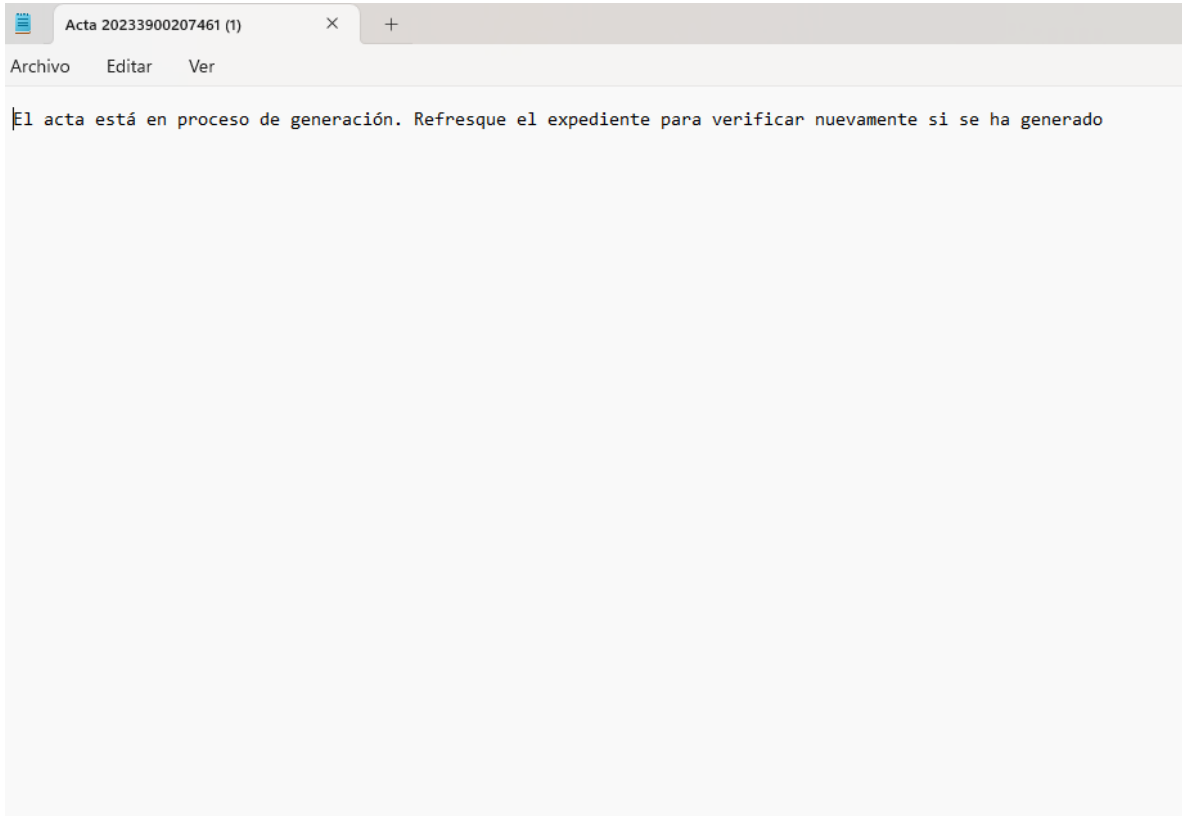 Acta 20233900207461 (1)
Archivo Editar Ver
El acta está en proceso de generación. Refresque el expediente para verificar nuevamente si se ha generado